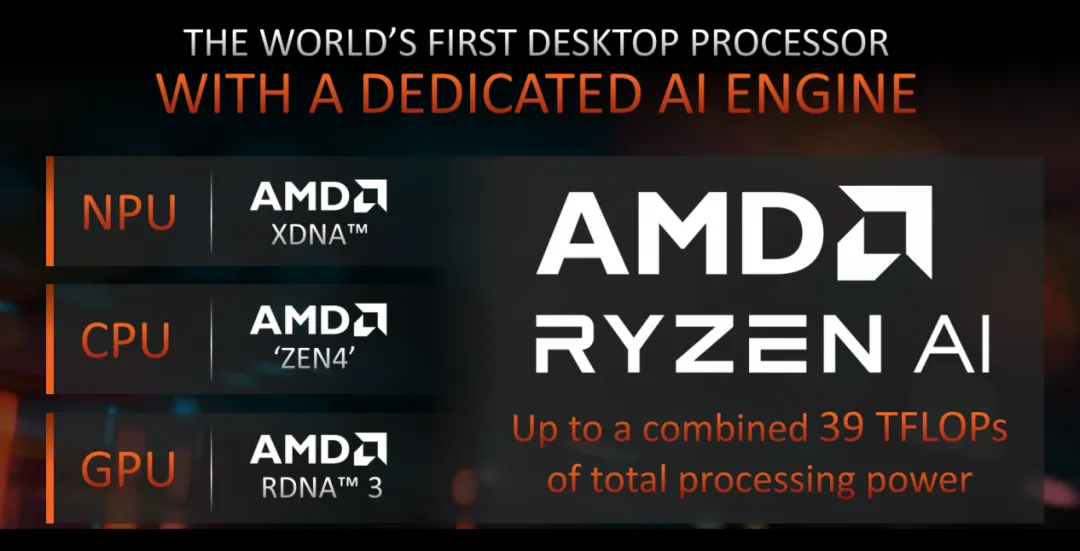 THE WORLD'S FIRST DESKTOP PROCESSOR
WITH A DEDICATED AI ENGINE
NPU
AMD
XDNA™
CPU
AMD
‘ZEN4’
GPU
AMD
RDNA™ 3
AMD
RYZEN AI
Up to a combined 39 TFLOPs
of total processing power